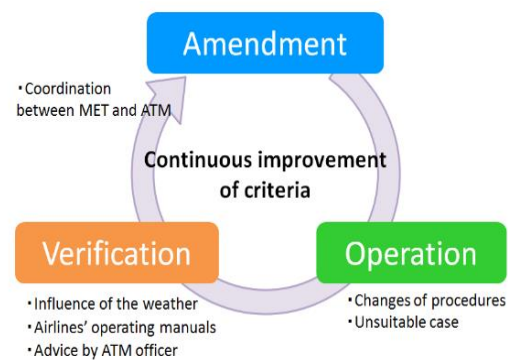 Amendment
・Coordination
between MET and ATM
Continuous improvement
of criteria
Verification
Operation
・Influence of the weather
・Airlines' operating manuals
・Advice by ATM officer
・Changes of procedures
・Unsuitable case